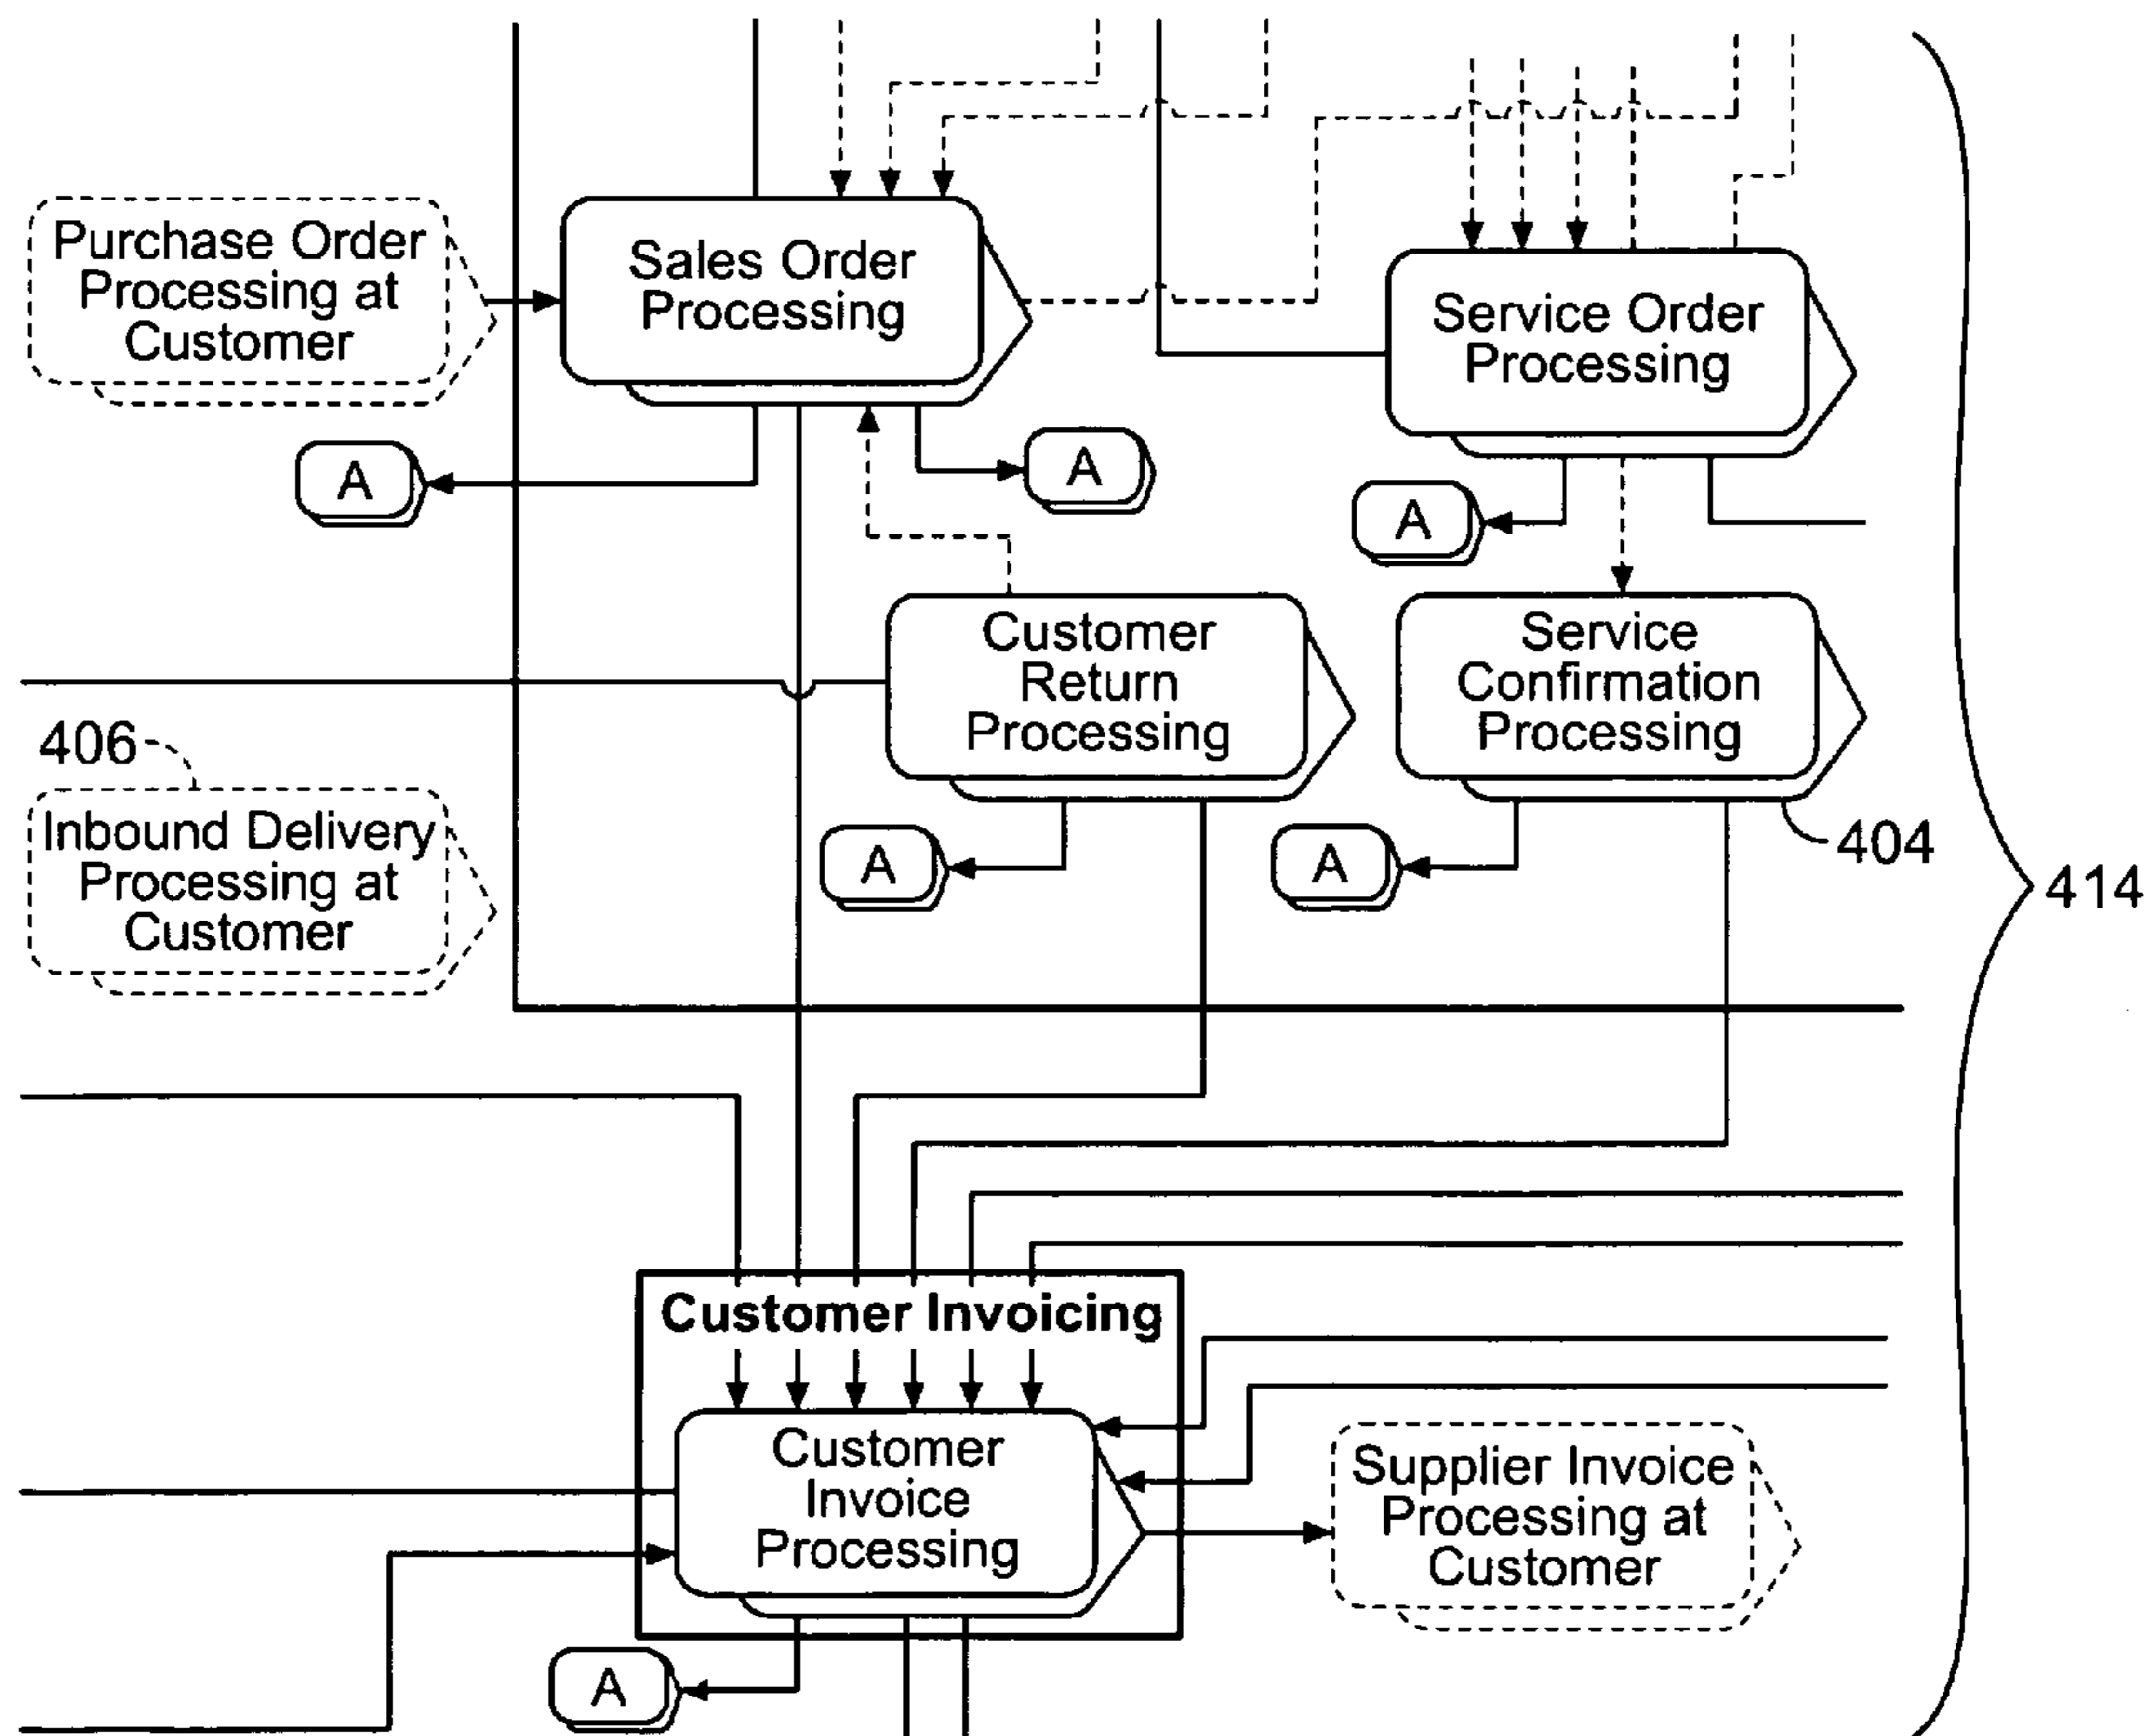 Purchase Order
Processing at
Customer
Sales Order
Processing
Service Order
Processing
A
A
A
Customer
Return
Processing
Service
Confirmation
Processing
406
Inbound Delivery
Processing at
Customer
A
A
404
414
Customer Invoicing
Customer
Invoice
Processing
Supplier Invoice
Processing at
Customer
A